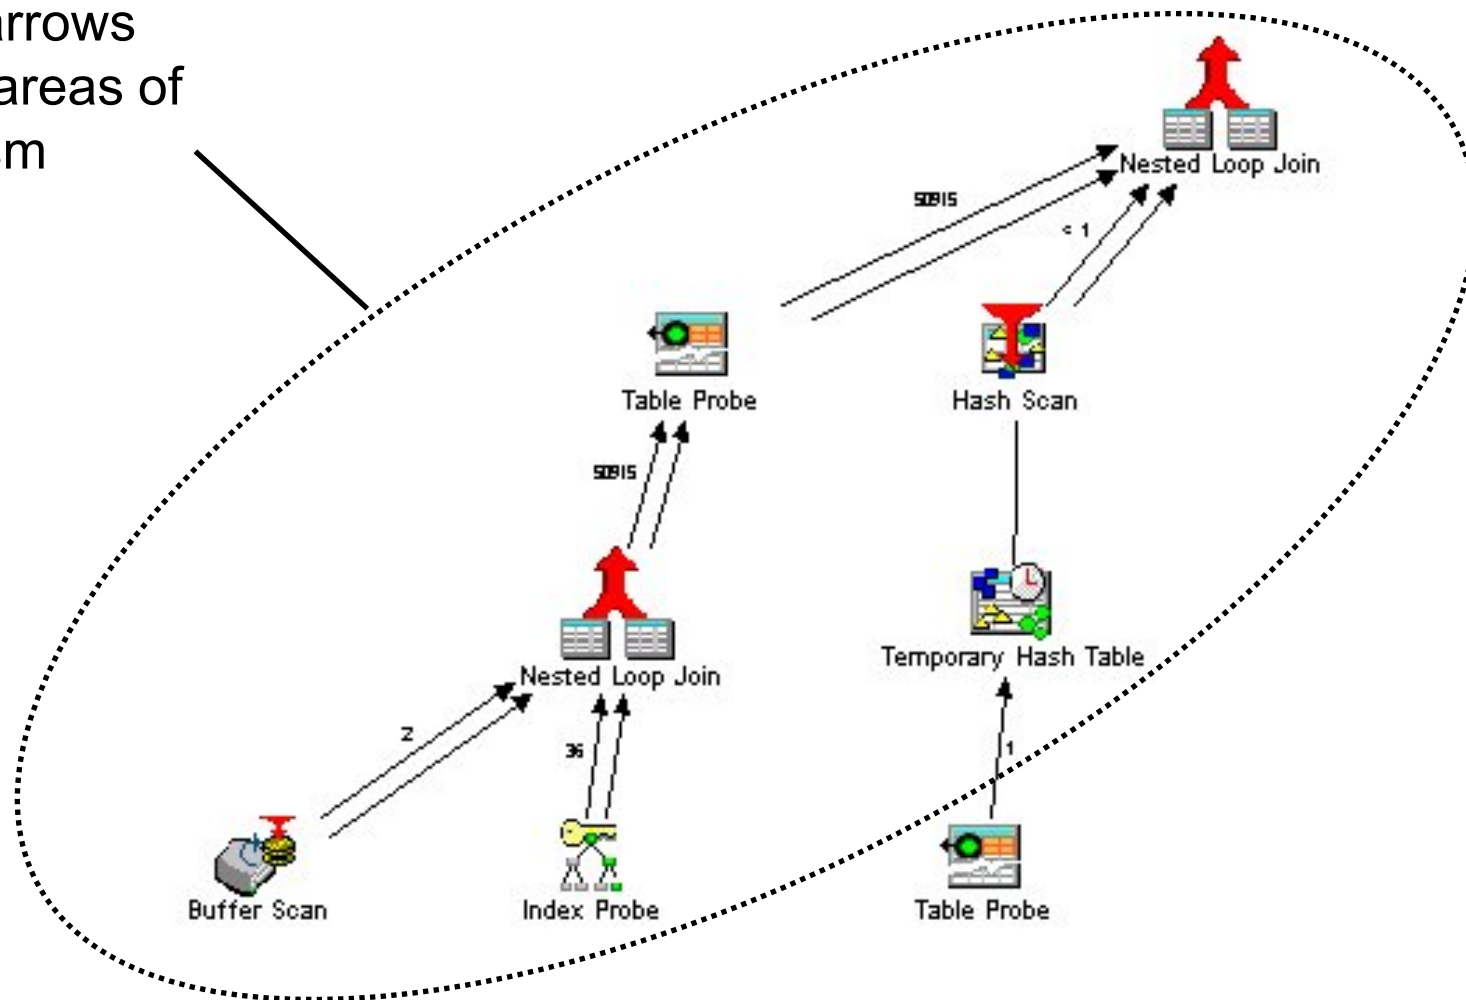 arrows
areas of
Nested Loop Join
50915
< 1
Table Probe
Hash Scan
50915
Nested Loop Join
Temporary Hash Table
2
36
1
Buffer Scan
Index Probe
Table Probe